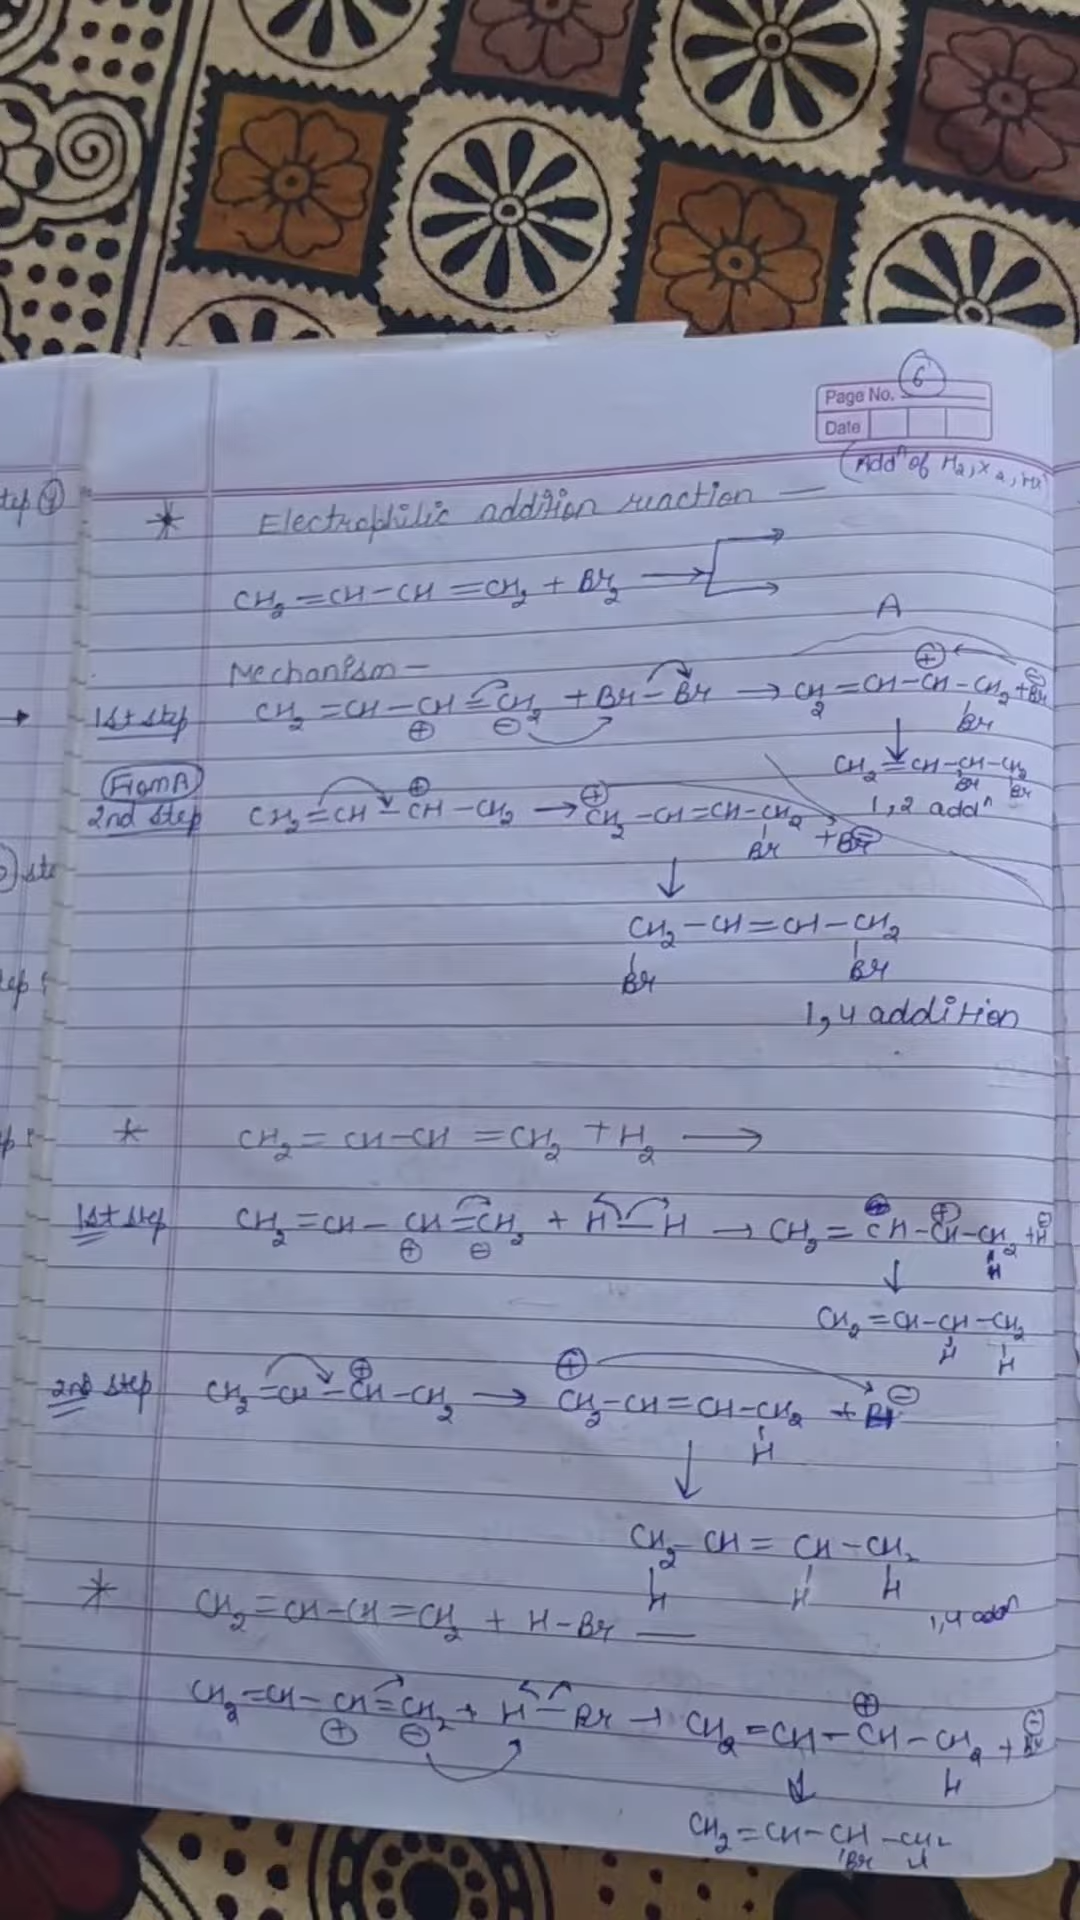 6
Page No.
Date
(Addⁿ of H₂, X₂, HX)
tep 4
* Electrophilic addition reaction —
CH₂=CH-CH=CH₂ + Br₂ →
A
Mechanism —
1st step CH₂=CH-CH=CH₂ + Br-Br → CH₂=CH-CH-CH₂ + Br
⊕ ⊖ ⊕ Br ⊖
CH₂=CH-CH-CH₂
Br Br
From A
2nd step CH₂=CH-CH-CH₂ → CH₂-CH=CH-CH₂ + Br
⊕ ⊕ Br ⊖
1,2 addⁿ
CH₂-CH=CH-CH₂
Br Br
1,4 addition
* CH₂=CH-CH=CH₂ + H₂ →
1st step CH₂=CH-CH=CH₂ + H-H → CH₂=CH-CH-CH₂ + H
⊕ ⊖ ⊕ H ⊖
CH₂=CH-CH-CH₂
H H
2nd step CH₂=CH-CH-CH₂ → CH₂-CH=CH-CH₂ + H
⊕ ⊕ H ⊖
CH₂ CH=CH-CH₂
H H H
1,4 addⁿ
* CH₂=CH-CH=CH₂ + H-Br —
CH₂=CH-CH=CH₂ + H-Br → CH₂=CH-CH-CH₂ + Br
⊕ ⊖ ⊕ H ⊖
CH₂=CH-CH-CH₂
Br H